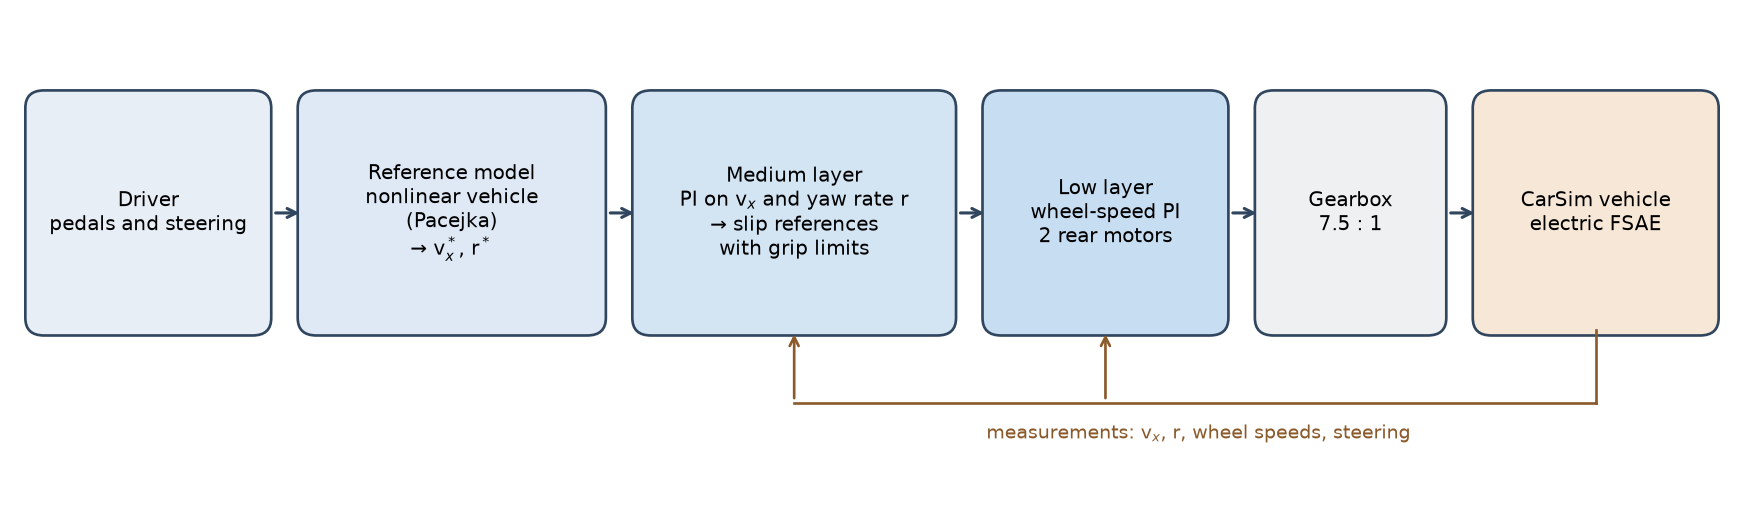 Driver
pedals and steering
Reference model
nonlinear vehicle
(Pacejka)
→ vₓ*, r*
Medium layer
PI on vₓ and yaw rate r
→ slip references
with grip limits
Low layer
wheel-speed PI
2 rear motors
Gearbox
7.5 : 1
CarSim vehicle
electric FSAE
measurements: vₓ, r, wheel speeds, steering